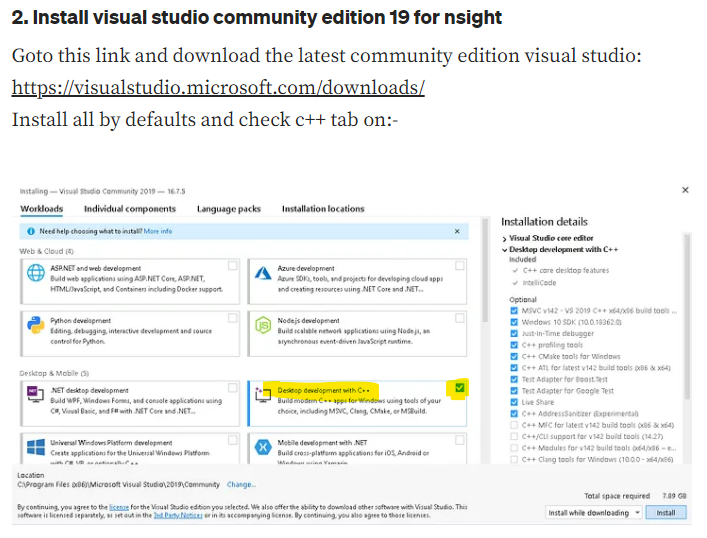 2. Install visual studio community edition 19 for nsight
Goto this link and download the latest community edition visual studio:
https://visualstudio.microsoft.com/downloads/
Install all by defaults and check c++ tab on:-
Installing — Visual Studio Community 2019 — 16.7.5
Workloads Individual components Language packs Installation locations
Need help choosing what to install? More info
Web & Cloud (4)
ASP.NET and web development
Build web applications using ASP.NET Core, ASP.NET,
HTML/JavaScript, and Containers including Docker support.
Azure development
Azure SDKs, tools, and projects for developing cloud apps
and creating resources using .NET Core and .NET...
Python development
Editing, debugging, interactive development and source
control for Python.
Node.js development
Build scalable network applications using Node.js, an
asynchronous event-driven JavaScript runtime.
Desktop & Mobile (5)
.NET desktop development
Build WPF, Windows Forms, and console applications using
C#, Visual Basic, and F# with .NET Core and .NET...
Desktop development with C++
Build modern C++ apps for Windows using tools of your
choice, including MSVC, Clang, CMake, or MSBuild.
Universal Windows Platform development
Create applications for the Universal Windows Platform
with C#, VB, or optionally C++.
Mobile development with .NET
Build cross-platform applications for iOS, Android or
Windows using Xamarin.
Installation details
Visual Studio core editor
Desktop development with C++
Included
C++ core desktop features
IntelliCode
Optional
MSVC v142 - VS 2019 C++ x64/x86 build tools ...
Windows 10 SDK (10.0.18362.0)
Just-In-Time debugger
C++ profiling tools
C++ CMake tools for Windows
C++ ATL for latest v142 build tools (x86 & x64)
Test Adapter for Boost.Test
Test Adapter for Google Test
Live Share
C++ AddressSanitizer (Experimental)
C++ MFC for latest v142 build tools (x86 & x64)
C++/CLI support for v142 build tools (14.27)
C++ Modules for v142 build tools (x64/x86 – e...
C++ Clang tools for Windows (10.0.0 - x64/x86)
Location
C:\Program Files (x86)\Microsoft Visual Studio\2019\Community Change...
By continuing, you agree to the license for the Visual Studio edition you selected. We also offer the ability to download other software with Visual Studio. This
software is licensed separately, as set out in the 3rd Party Notices or in its accompanying license. By continuing, you also agree to those licenses.
Total space required 7.89 GB
Install while downloading
Install